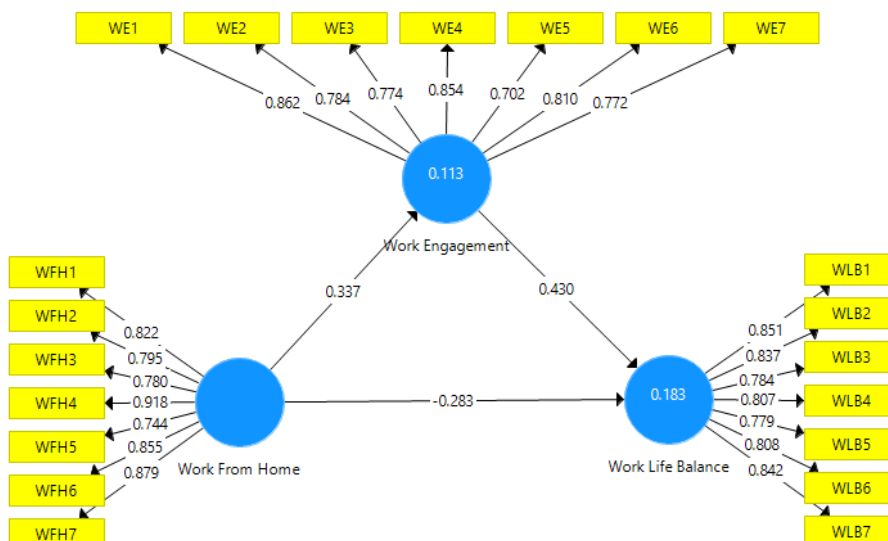 WE1 WE2 WE3 WE4 WE5 WE6 WE7
0.862 0.784 0.774 0.854 0.702 0.810 0.772
0.113
Work Engagement
0.337
0.430
WFH1
WFH2
WFH3
WFH4
WFH5
WFH6
WFH7
0.822
0.795
0.780
0.918
0.744
0.855
0.879
Work From Home
-0.283
0.183
Work Life Balance
0.851
0.837
0.784
0.807
0.779
0.808
0.842
WLB1
WLB2
WLB3
WLB4
WLB5
WLB6
WLB7